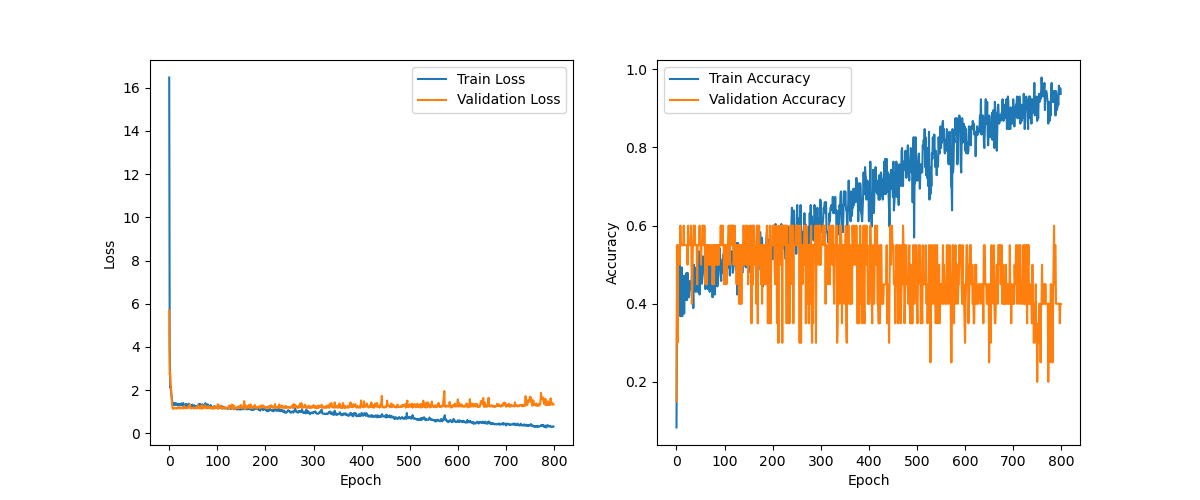 Train Loss
Validation Loss
16
14
12
10
8
6
4
2
0
Loss
0 100 200 300 400 500 600 700 800
Epoch
Train Accuracy
Validation Accuracy
1.0
0.8
0.6
0.4
0.2
Accuracy
0 100 200 300 400 500 600 700 800
Epoch